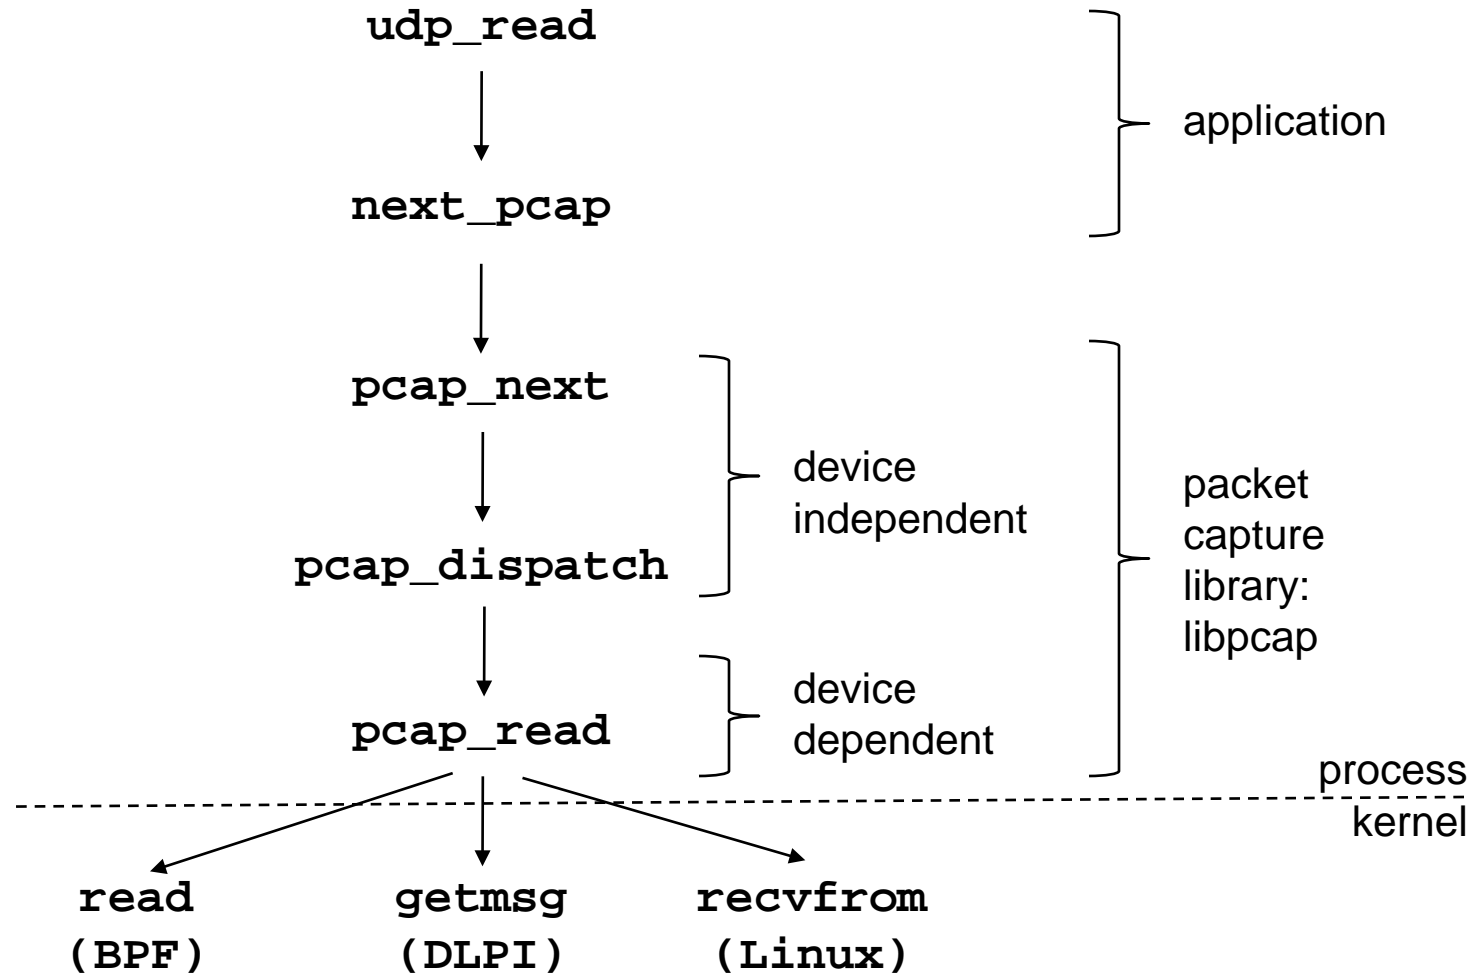 udp_read
application
next_pcap
pcap_next
device
independent
pcap_dispatch
packet
capture
library:
libpcap
device
dependent
pcap_read
process
kernel
read
(BPF)
getmsg
(DLPI)
recvfrom
(Linux)